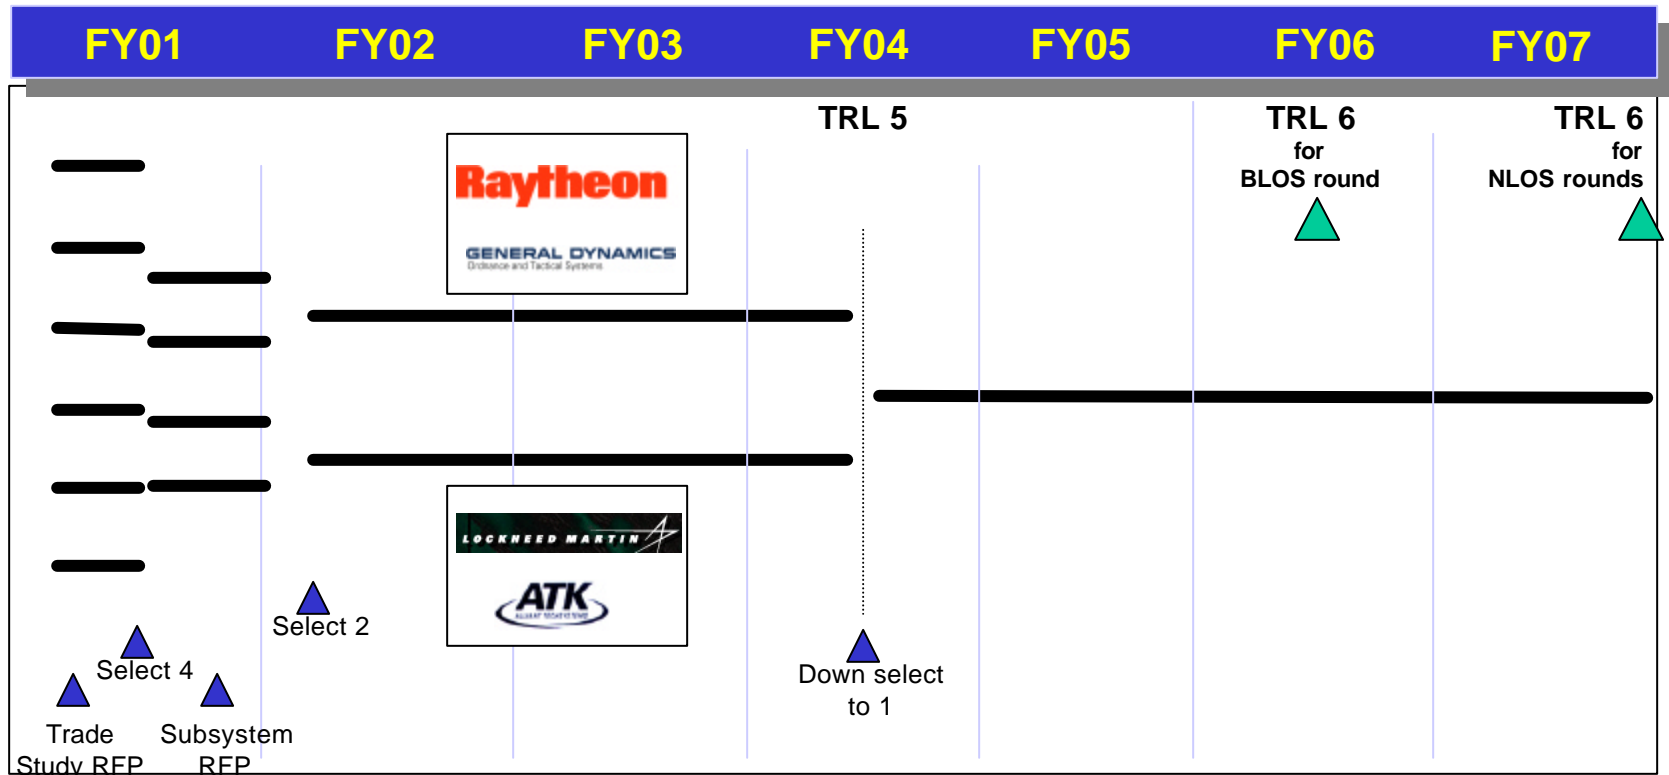 FY01 FY02 FY03 FY04 FY05 FY06 FY07
TRL 5
TRL 6
for
BLOS round
TRL 6
for
NLOS rounds
Raytheon
GENERAL DYNAMICS
Ordnance and Tactical Systems
LOCKHEED MARTIN
ATK
Select 2
Select 4
Down select
to 1
Trade
Study RFP
Subsystem
RFP